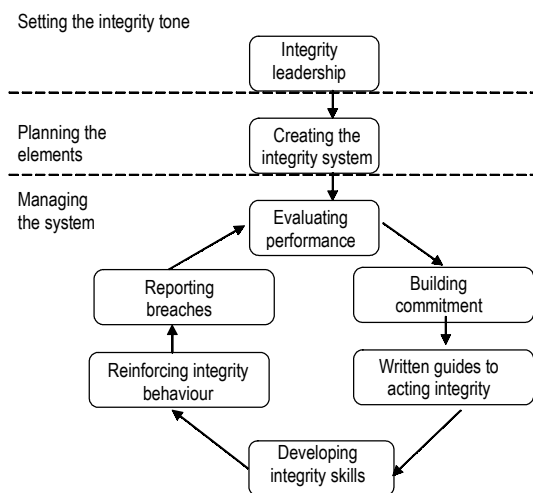 Setting the integrity tone
Integrity
leadership
Planning the
elements
Creating the
integrity system
Managing
the system
Evaluating
performance
Building
commitment
Written guides to
acting integrity
Developing
integrity skills
Reinforcing integrity
behaviour
Reporting
breaches